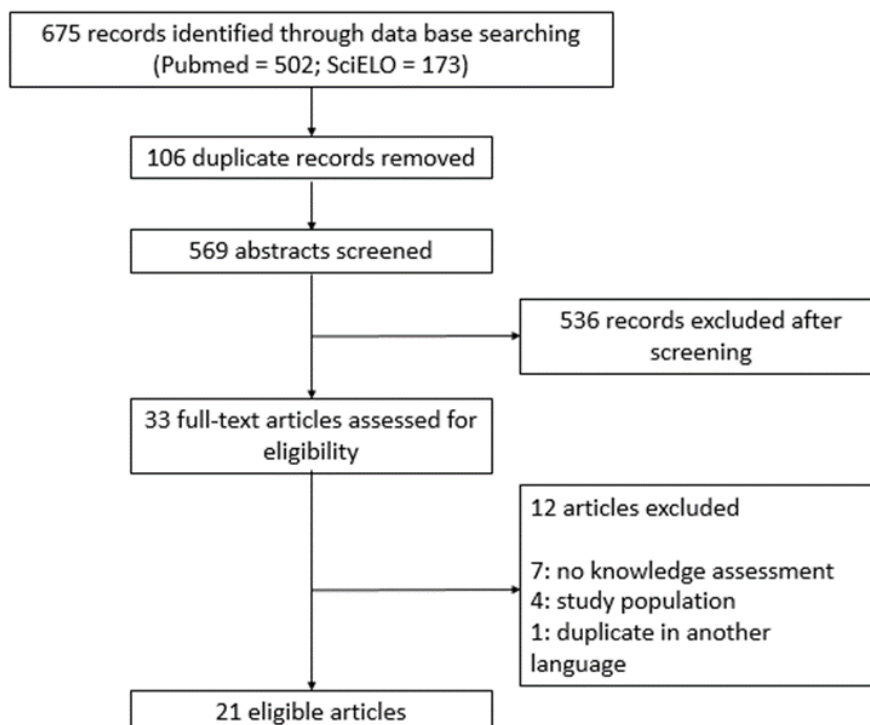 675 records identified through data base searching
(Pubmed = 502; SciELO = 173)
106 duplicate records removed
569 abstracts screened
536 records excluded after
screening
33 full-text articles assessed for
eligibility
12 articles excluded
7: no knowledge assessment
4: study population
1: duplicate in another
language
21 eligible articles